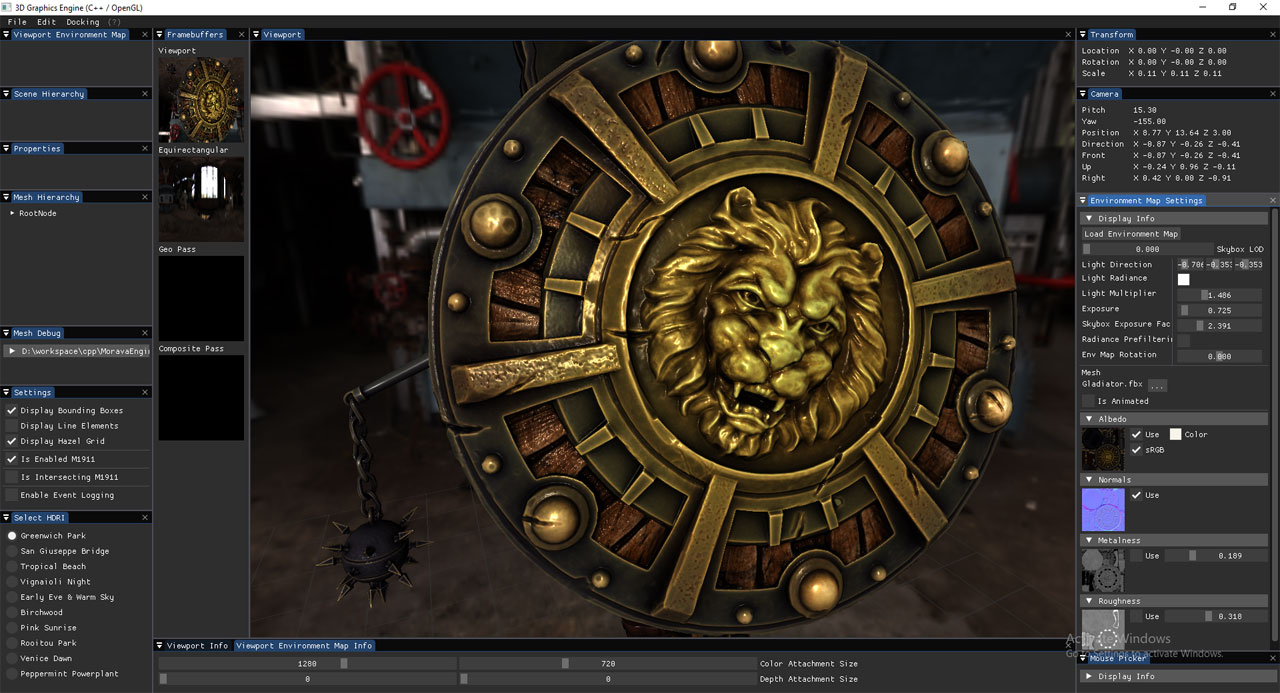 3D Graphics Engine (C++ / OpenGL)
File Edit Docking (?)
Viewport Environment Map
Scene Hierarchy
Properties
Mesh Hierarchy
RootNode
Mesh Debug
D:\workspace\cpp\MoravaEngi
Settings
Display Bounding Boxes
Display Line Elements
Display Hazel Grid
Is Enabled M1911
Is Intersecting M1911
Enable Event Logging
Select HDRI
Greenwich Park
San Giuseppe Bridge
Tropical Beach
Vignaioli Night
Early Eve & Warm Sky
Birchwood
Pink Sunrise
Rooitou Park
Venice Dawn
Peppermint Powerplant
Framebuffers
Viewport
Equirectangular
Geo Pass
Composite Pass
Viewport
Viewport Info Viewport Environment Map Info
1280 720 Color Attachment Size
0 0 Depth Attachment Size
Transform
Location X 0.00 Y -0.00 Z 0.00
Rotation X 0.00 Y -0.00 Z 0.00
Scale X 0.11 Y 0.11 Z 0.11
Camera
Pitch 15.30
Yaw -155.00
Position X 8.77 Y 13.64 Z 3.00
Direction X -0.87 Y -0.26 Z -0.41
Front X -0.87 Y -0.26 Z -0.41
Up X -0.24 Y 0.96 Z -0.11
Right X 0.42 Y 0.00 Z -0.91
Environment Map Settings
Display Info
Load Environment Map
0.000 Skybox LOD
Light Direction -0.706 -0.353 -0.353
Light Radiance
Light Multiplier 1.486
Exposure 0.725
Skybox Exposure Fac 2.391
Radiance Prefilterin
Env Map Rotation 0.000
Mesh
Gladiator.fbx ...
Is Animated
Albedo
Use Color
sRGB
Normals
Use
Metalness
Use 0.189
Roughness
Use 0.318
Activate Windows
Go to Settings to activate Windows.
Mouse Picker
Display Info